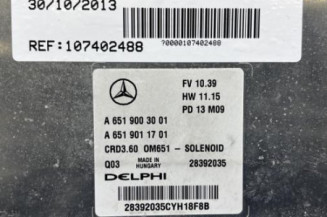 30/10/2013
REF:107402488
?0000107402488
FV 10.39
HW 11.15
PD 13 M09
A 651 900 30 01
A 651 901 17 01
CRD3.60 OM651 - SOLENOID
Q03 MADE IN HUNGARY 28392035
DELPHI
28392035CYH18F8B